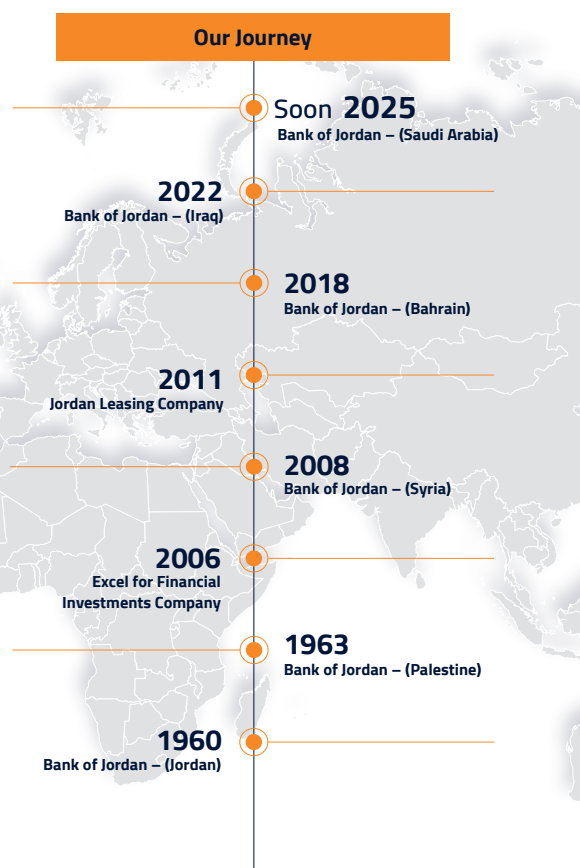 Our Journey
Soon 2025
Bank of Jordan – (Saudi Arabia)
2022
Bank of Jordan – (Iraq)
2018
Bank of Jordan – (Bahrain)
2011
Jordan Leasing Company
2008
Bank of Jordan – (Syria)
2006
Excel for Financial
Investments Company
1963
Bank of Jordan – (Palestine)
1960
Bank of Jordan – (Jordan)